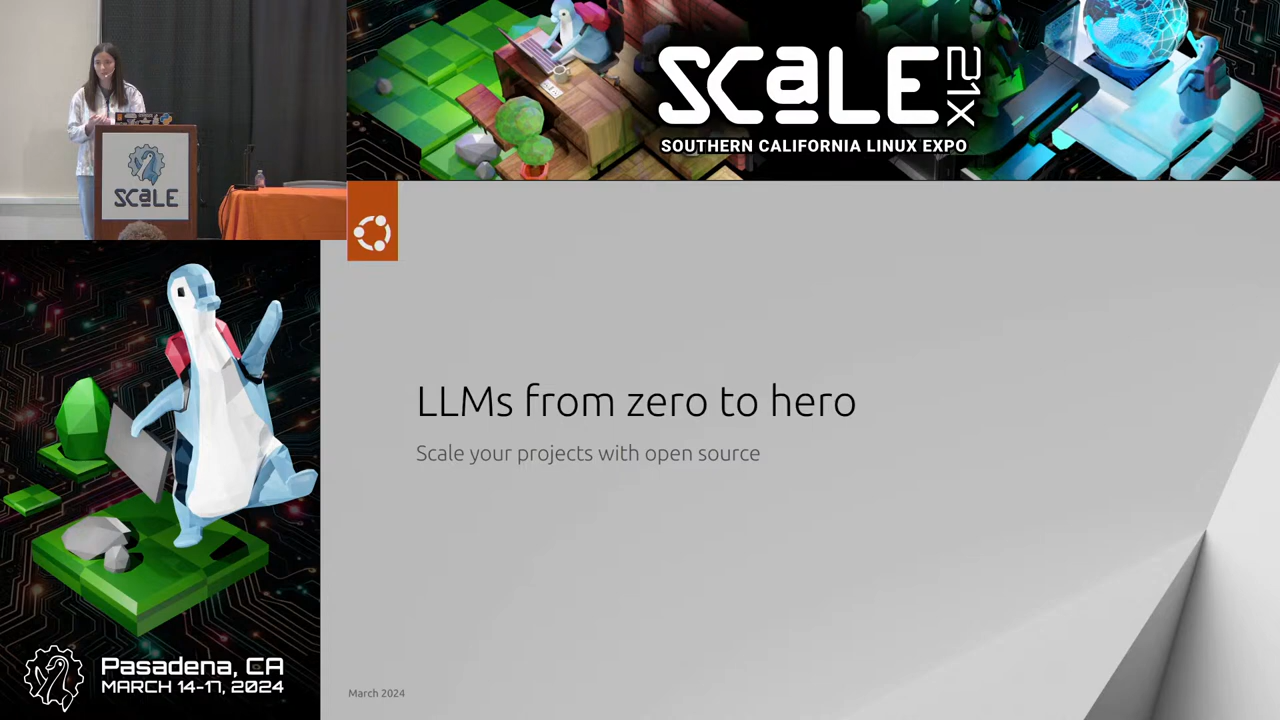 SCaLE 21X
SOUTHERN CALIFORNIA LINUX EXPO
SCaLE
LLMs from zero to hero
Scale your projects with open source
Pasadena, CA
MARCH 14-17, 2024
March 2024